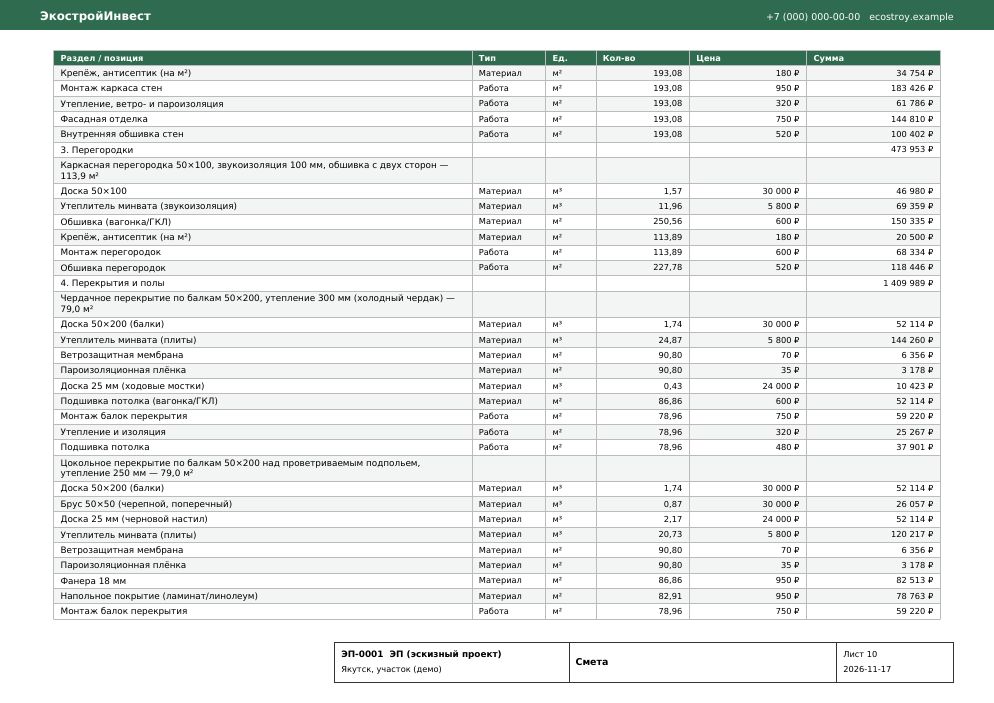 ЭкостройИнвест
+7 (000) 000-00-00 ecostroy.example
Раздел / позиция Тип Ед. Кол-во Цена Сумма
Крепёж, антисептик (на м²) Материал м² 193,08 180 ₽ 34 754 ₽
Монтаж каркаса стен Работа м² 193,08 950 ₽ 183 426 ₽
Утепление, ветро- и пароизоляция Работа м² 193,08 320 ₽ 61 786 ₽
Фасадная отделка Работа м² 193,08 750 ₽ 144 810 ₽
Внутренняя обшивка стен Работа м² 193,08 520 ₽ 100 402 ₽
3. Перегородки 473 953 ₽
Каркасная перегородка 50×100, звукоизоляция 100 мм, обшивка с двух сторон —
113,9 м²
Доска 50×100 Материал м³ 1,57 30 000 ₽ 46 980 ₽
Утеплитель минвата (звукоизоляция) Материал м³ 11,96 5 800 ₽ 69 359 ₽
Обшивка (вагонка/ГКЛ) Материал м² 250,56 600 ₽ 150 335 ₽
Крепёж, антисептик (на м²) Материал м² 113,89 180 ₽ 20 500 ₽
Монтаж перегородок Работа м² 113,89 600 ₽ 68 334 ₽
Обшивка перегородок Работа м² 227,78 520 ₽ 118 446 ₽
4. Перекрытия и полы 1 409 989 ₽
Чердачное перекрытие по балкам 50×200, утепление 300 мм (холодный чердак) —
79,0 м²
Доска 50×200 (балки) Материал м³ 1,74 30 000 ₽ 52 114 ₽
Утеплитель минвата (плиты) Материал м³ 24,87 5 800 ₽ 144 260 ₽
Ветрозащитная мембрана Материал м² 90,80 70 ₽ 6 356 ₽
Пароизоляционная плёнка Материал м² 90,80 35 ₽ 3 178 ₽
Доска 25 мм (ходовые мостки) Материал м³ 0,43 24 000 ₽ 10 423 ₽
Подшивка потолка (вагонка/ГКЛ) Материал м² 86,86 600 ₽ 52 114 ₽
Монтаж балок перекрытия Работа м² 78,96 750 ₽ 59 220 ₽
Утепление и изоляция Работа м² 78,96 320 ₽ 25 267 ₽
Подшивка потолка Работа м² 78,96 480 ₽ 37 901 ₽
Цокольное перекрытие по балкам 50×200 над проветриваемым подпольем,
утепление 250 мм — 79,0 м²
Доска 50×200 (балки) Материал м³ 1,74 30 000 ₽ 52 114 ₽
Брус 50×50 (черепной, поперечный) Материал м³ 0,87 30 000 ₽ 26 057 ₽
Доска 25 мм (черновой настил) Материал м³ 2,17 24 000 ₽ 52 114 ₽
Утеплитель минвата (плиты) Материал м³ 20,73 5 800 ₽ 120 217 ₽
Ветрозащитная мембрана Материал м² 90,80 70 ₽ 6 356 ₽
Пароизоляционная плёнка Материал м² 90,80 35 ₽ 3 178 ₽
Фанера 18 мм Материал м² 86,86 950 ₽ 82 513 ₽
Напольное покрытие (ламинат/линолеум) Материал м² 82,91 950 ₽ 78 763 ₽
Монтаж балок перекрытия Работа м² 78,96 750 ₽ 59 220 ₽
ЭП-0001 ЭП (эскизный проект)
Якутск, участок (демо)
Смета
Лист 10
2026-11-17